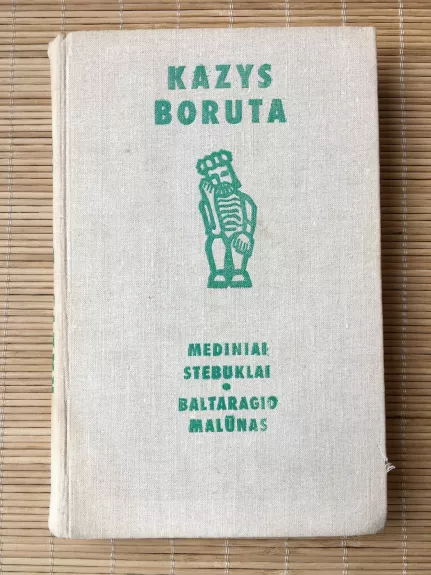 KAZYS
BORUTA
MEDINIAI
STEBUKLAI
•
BALTARAGIO
MALŪNAS